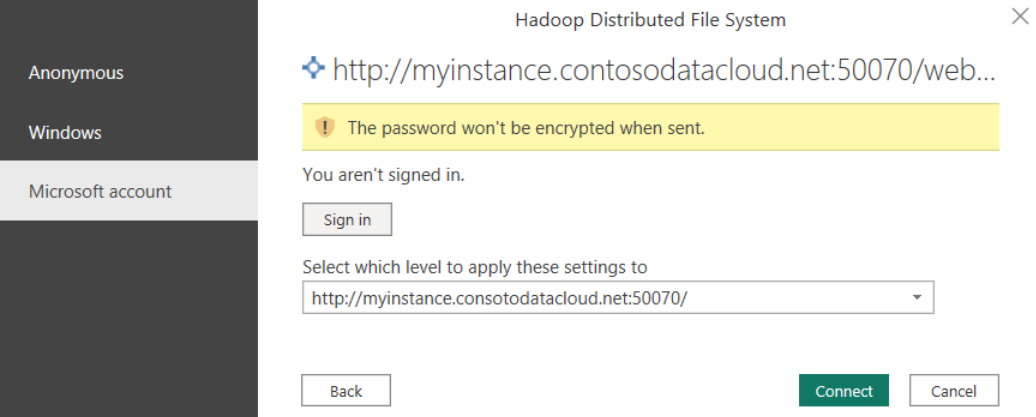 Hadoop Distributed File System
Anonymous
Windows
Microsoft account
http://myinstance.contosodatacloud.net:50070/web...
The password won't be encrypted when sent.
You aren't signed in.
Sign in
Select which level to apply these settings to
http://myinstance.consotodatacloud.net:50070/
Back
Connect
Cancel